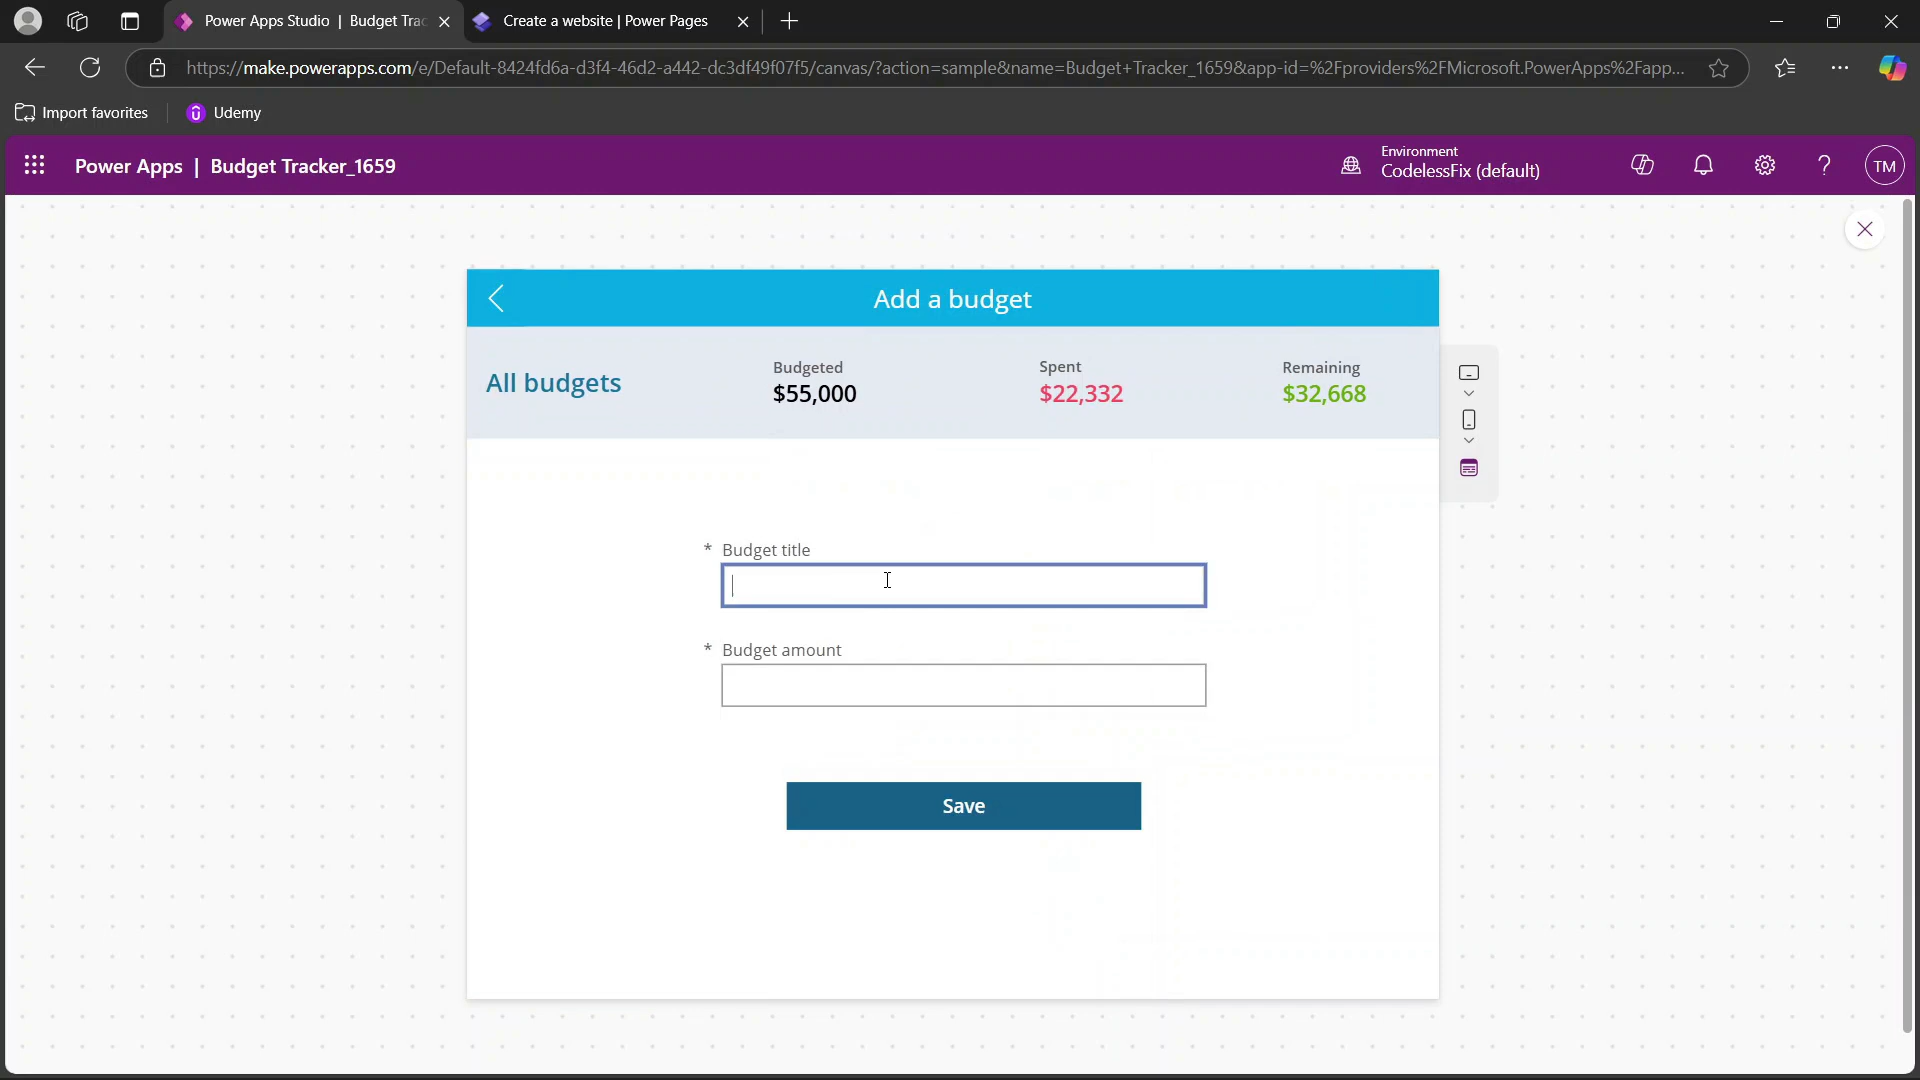 Power Apps Studio | Budget Trac
Create a website | Power Pages
https://make.powerapps.com/e/Default-8424fd6a-d3f4-46d2-a442-dc3df49f07f5/canvas/?action=sample&name=Budget+Tracker_1659&app-id=%2Fproviders%2FMicrosoft.PowerApps%2Fapp...
Import favorites
Udemy
Power Apps | Budget Tracker_1659
Environment
CodelessFix (default)
TM
Add a budget
All budgets
Budgeted
$55,000
Spent
$22,332
Remaining
$32,668
* Budget title
* Budget amount
Save